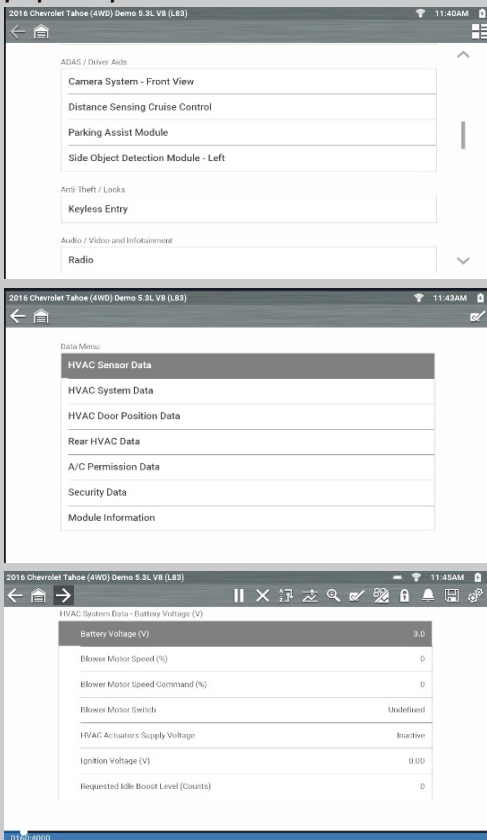 2016 Chevrolet Tahoe (4WD) Demo 5.3L V8 (L83) 11:40AM
ADAS / Driver Aids
Camera System - Front View
Distance Sensing Cruise Control
Parking Assist Module
Side Object Detection Module - Left
Anti-Theft / Locks
Keyless Entry
Audio / Video and Infotainment
Radio
2016 Chevrolet Tahoe (4WD) Demo 5.3L V8 (L83) 11:43AM
Data Menu:
HVAC Sensor Data
HVAC System Data
HVAC Door Position Data
Rear HVAC Data
A/C Permission Data
Security Data
Module Information
2016 Chevrolet Tahoe (4WD) Demo 5.3L V8 (L83) 11:45AM
HVAC System Data - Battery Voltage (V)
Battery Voltage (V) 3.0
Blower Motor Speed (%) 0
Blower Motor Speed Command (%) 0
Blower Motor Switch Undefined
HVAC Actuators Supply Voltage Inactive
Ignition Voltage (V) 0.00
Requested Idle Boost Level (Counts) 0